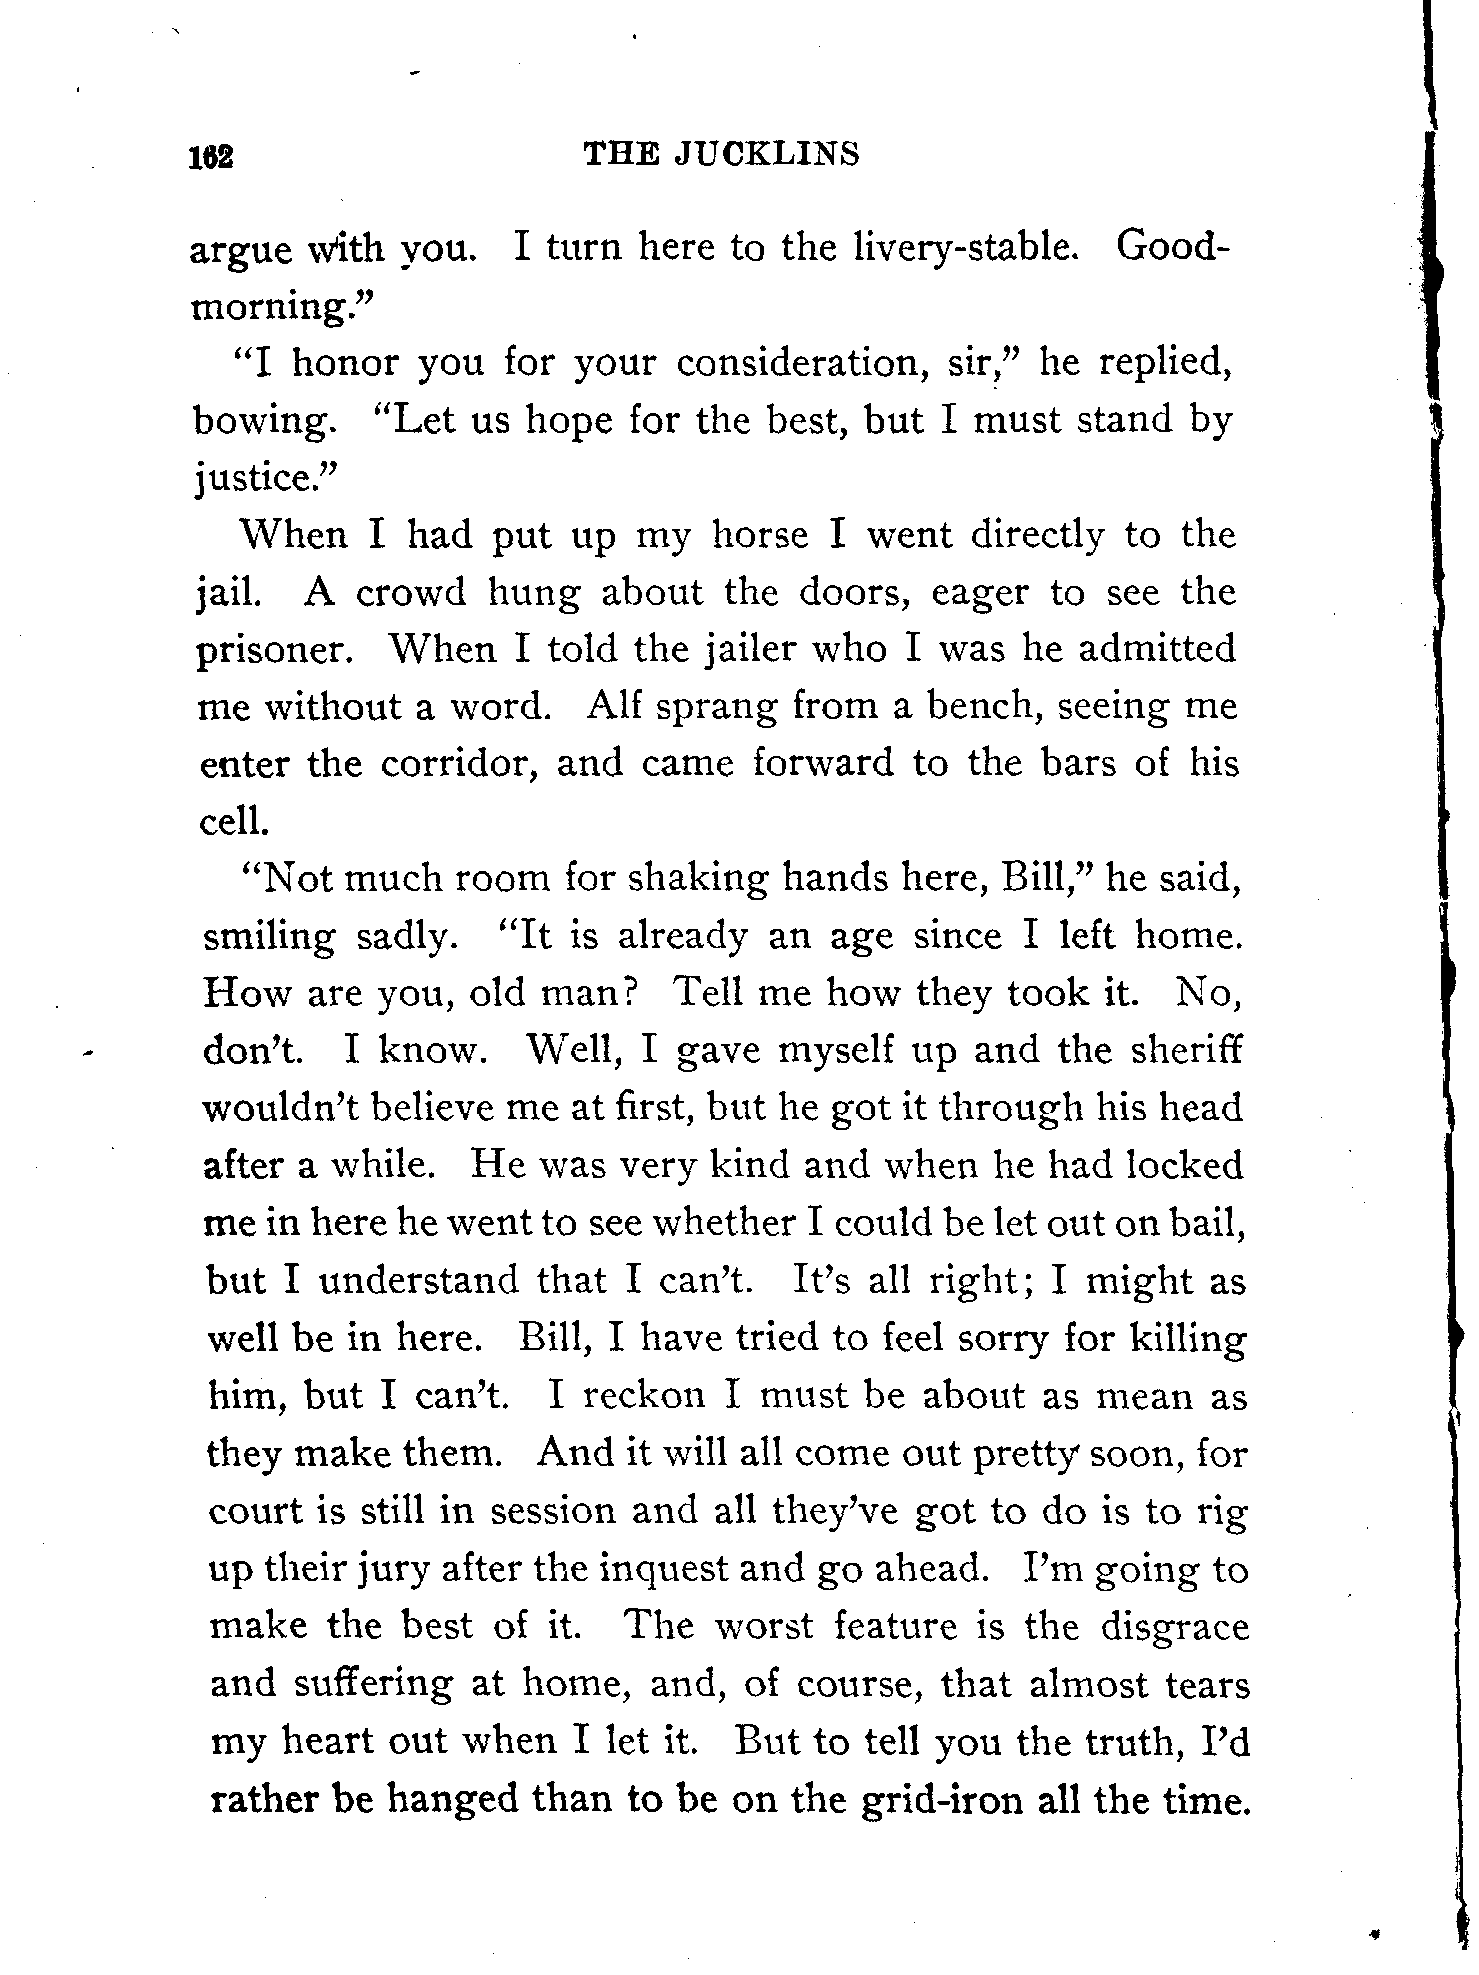 162 THE JUCKLINS
argue with you. I turn here to the livery-stable. Good-
morning.”
“I honor you for your consideration, sir,” he replied,
bowing. “Let us hope for the best, but I must stand by
justice.”
When I had put up my horse I went directly to the
jail. A crowd hung about the doors, eager to see the
prisoner. When I told the jailer who I was he admitted
me without a word. Alf sprang from a bench, seeing me
enter the corridor, and came forward to the bars of his
cell.
“Not much room for shaking hands here, Bill,” he said,
smiling sadly. “It is already an age since I left home.
How are you, old man? Tell me how they took it. No,
don’t. I know. Well, I gave myself up and the sheriff
wouldn’t believe me at first, but he got it through his head
after a while. He was very kind and when he had locked
me in here he went to see whether I could be let out on bail,
but I understand that I can’t. It’s all right; I might as
well be in here. Bill, I have tried to feel sorry for killing
him, but I can’t. I reckon I must be about as mean as
they make them. And it will all come out pretty soon, for
court is still in session and all they’ve got to do is to rig
up their jury after the inquest and go ahead. I’m going to
make the best of it. The worst feature is the disgrace
and suffering at home, and, of course, that almost tears
my heart out when I let it. But to tell you the truth, I’d
rather be hanged than to be on the grid-iron all the time.